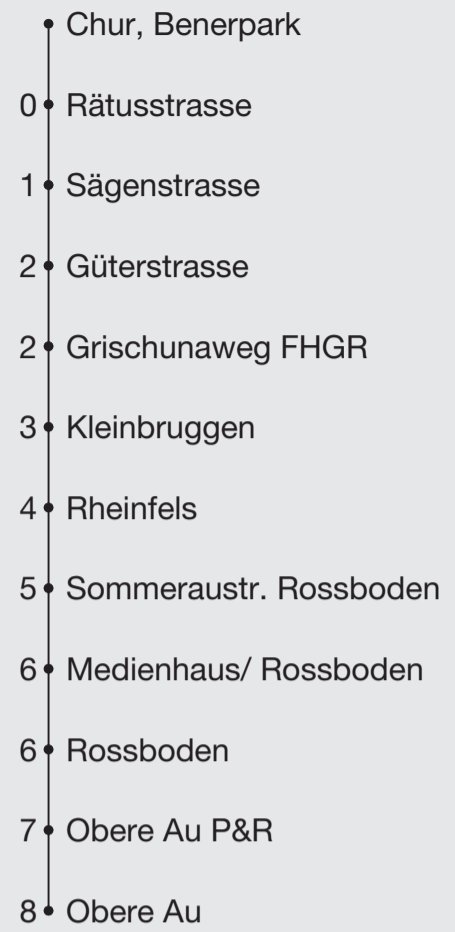 Chur, Benerpark
0 Rätusstrasse
1 Sägenstrasse
2 Güterstrasse
2 Grischunaweg FHGR
3 Kleinbruggen
4 Rheinfels
5 Sommeraustr. Rossboden
6 Medienhaus/ Rossboden
6 Rossboden
7 Obere Au P&R
8 Obere Au